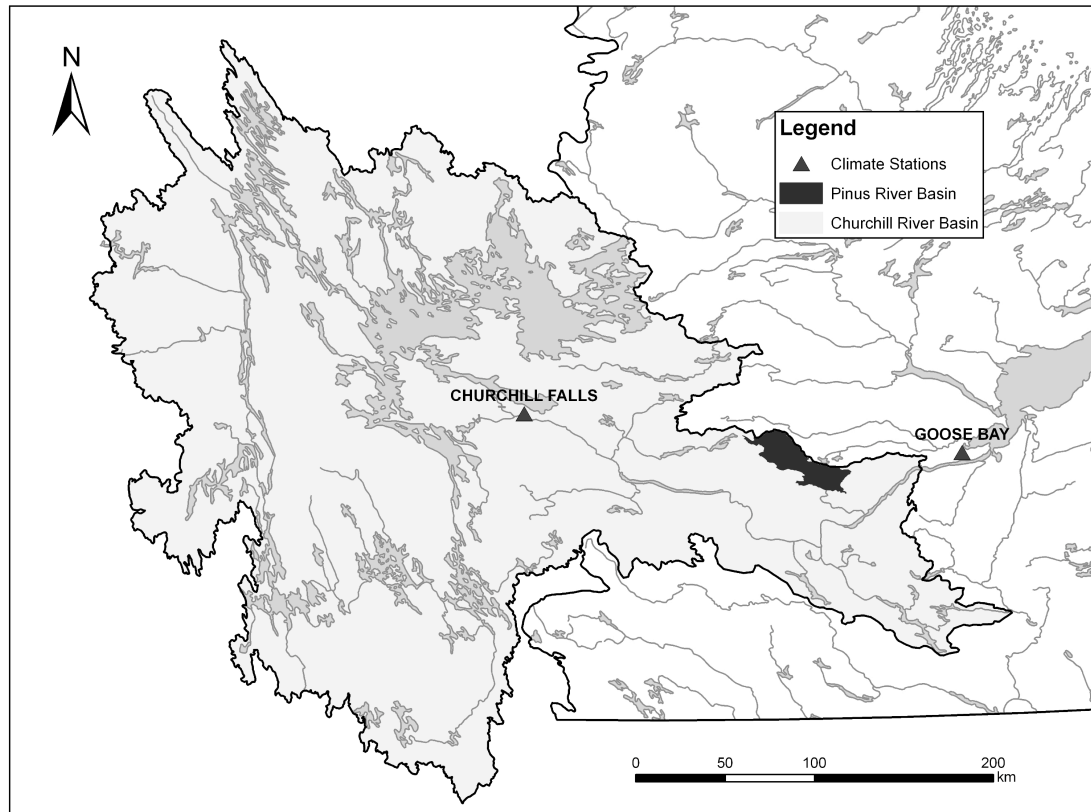 N
Legend
Climate Stations
Pinus River Basin
Churchill River Basin
CHURCHILL FALLS
GOOSE BAY
0 50 100 200
km